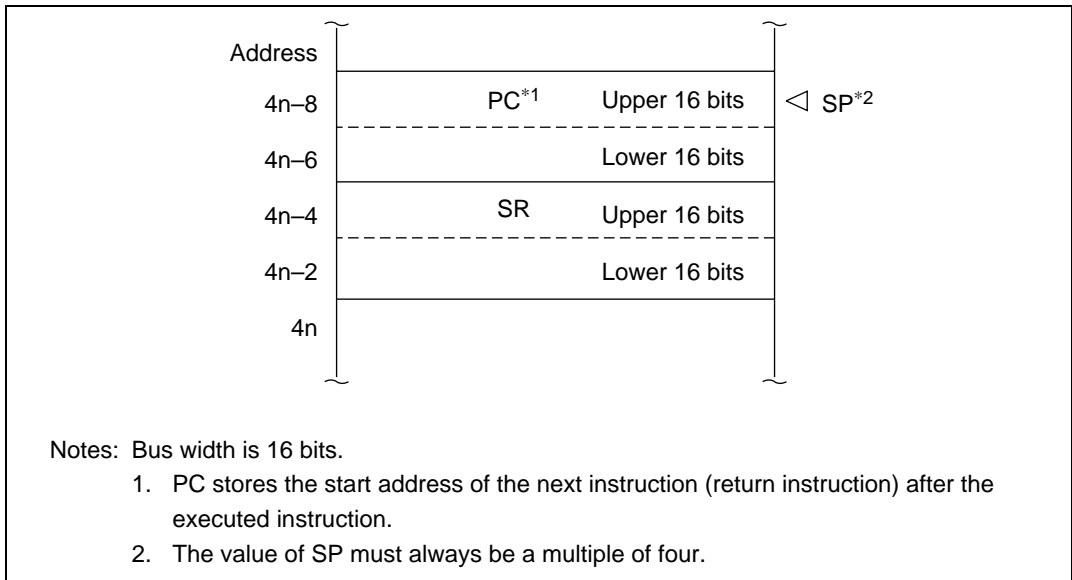 Address
4n–8 PC*1 Upper 16 bits SP*2
4n–6 Lower 16 bits
4n–4 SR Upper 16 bits
4n–2 Lower 16 bits
4n
Notes: Bus width is 16 bits.
1. PC stores the start address of the next instruction (return instruction) after the
executed instruction.
2. The value of SP must always be a multiple of four.